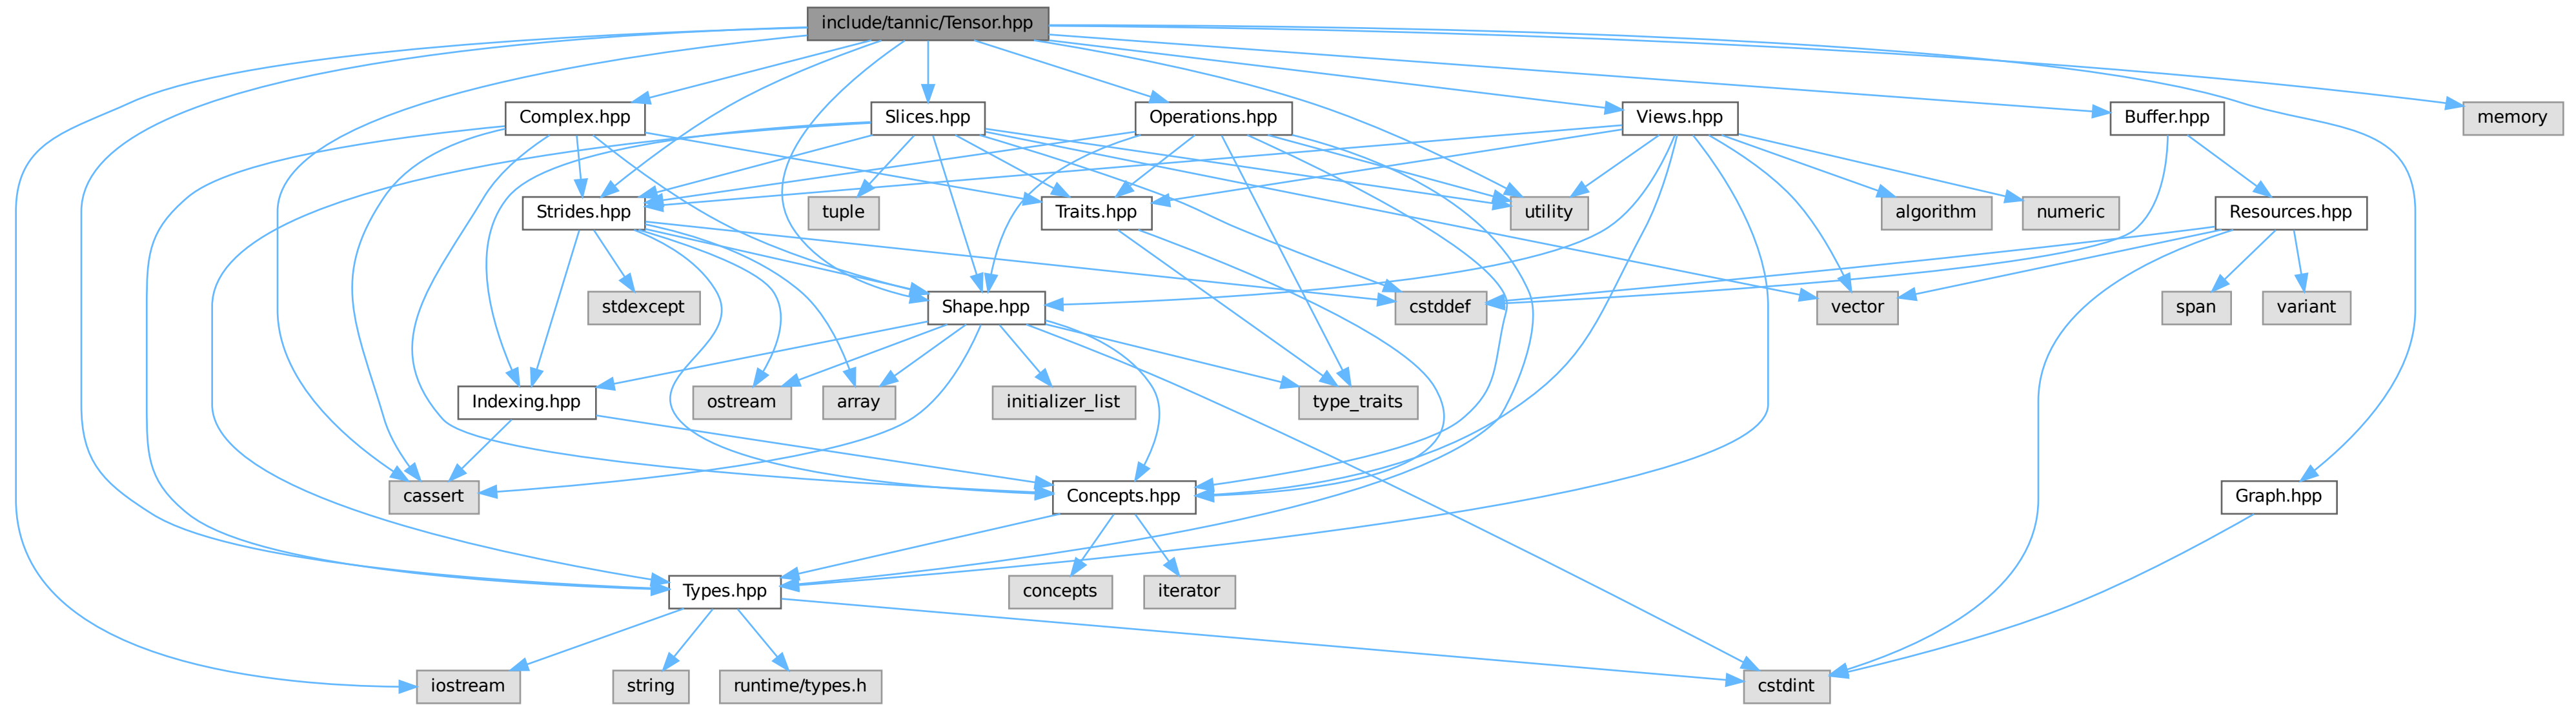 include/tannic/Tensor.hpp
Complex.hpp
Slices.hpp
Operations.hpp
Views.hpp
Buffer.hpp
memory
Strides.hpp
tuple
Traits.hpp
utility
algorithm
numeric
Resources.hpp
stdexcept
Shape.hpp
cstddef
vector
span
variant
Indexing.hpp
ostream
array
initializer_list
type_traits
cassert
Concepts.hpp
Graph.hpp
Types.hpp
concepts
iterator
iostream
string
runtime/types.h
cstdint